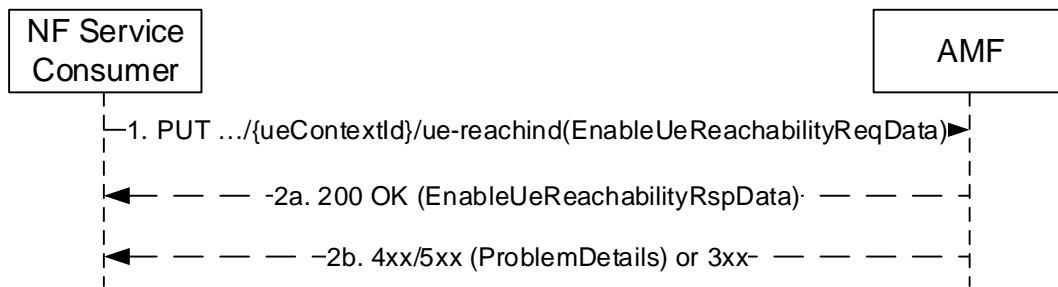 NF Service
Consumer
AMF
1. PUT …/{ueContextId}/ue-reachind(EnableUeReachabilityReqData)
2a. 200 OK (EnableUeReachabilityRspData)
2b. 4xx/5xx (ProblemDetails) or 3xx